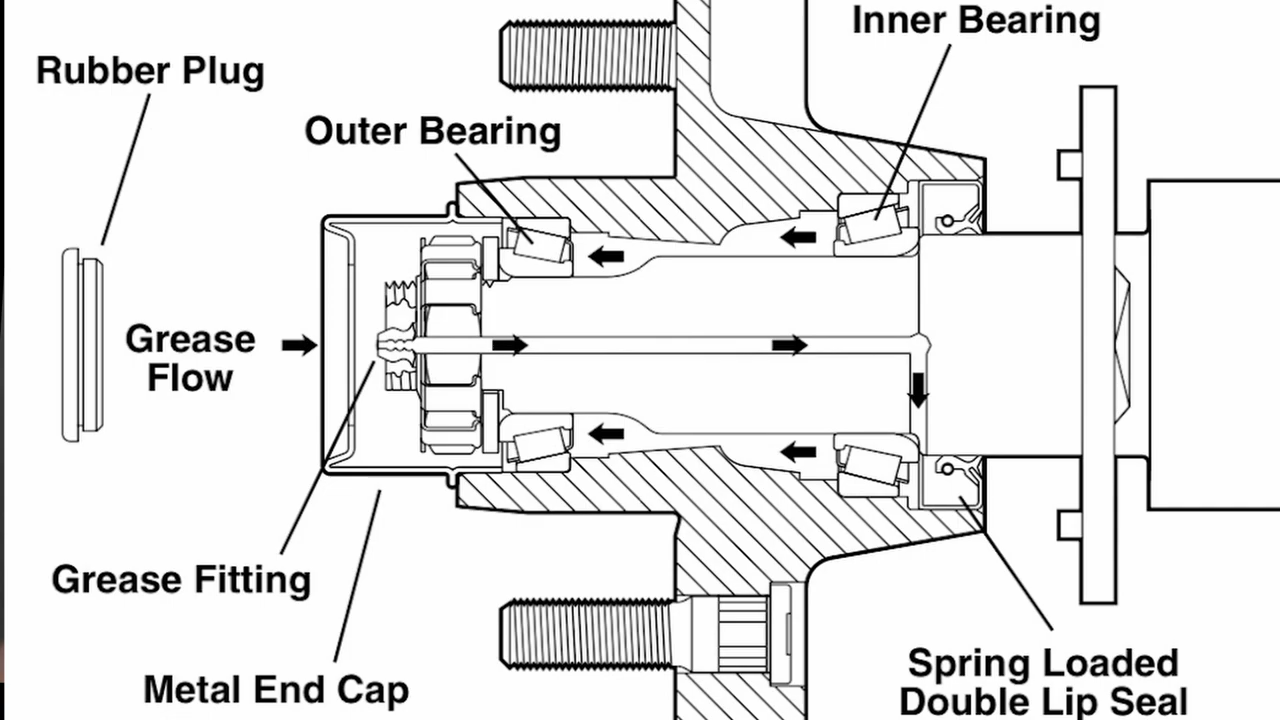 Inner Bearing
Rubber Plug
Outer Bearing
Grease
Flow
Grease Fitting
Metal End Cap
Spring Loaded
Double Lip Seal